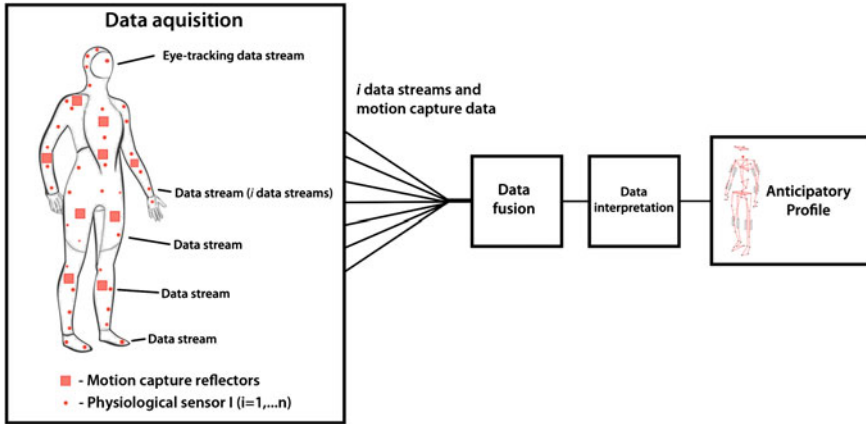 Data aquisition
Eye-tracking data stream
Data stream (i data streams)
Data stream
Data stream
Data stream
- Motion capture reflectors
- Physiological sensor I (i=1,...n)
i data streams and
motion capture data
Data
fusion
Data
interpretation
Anticipatory
Profile